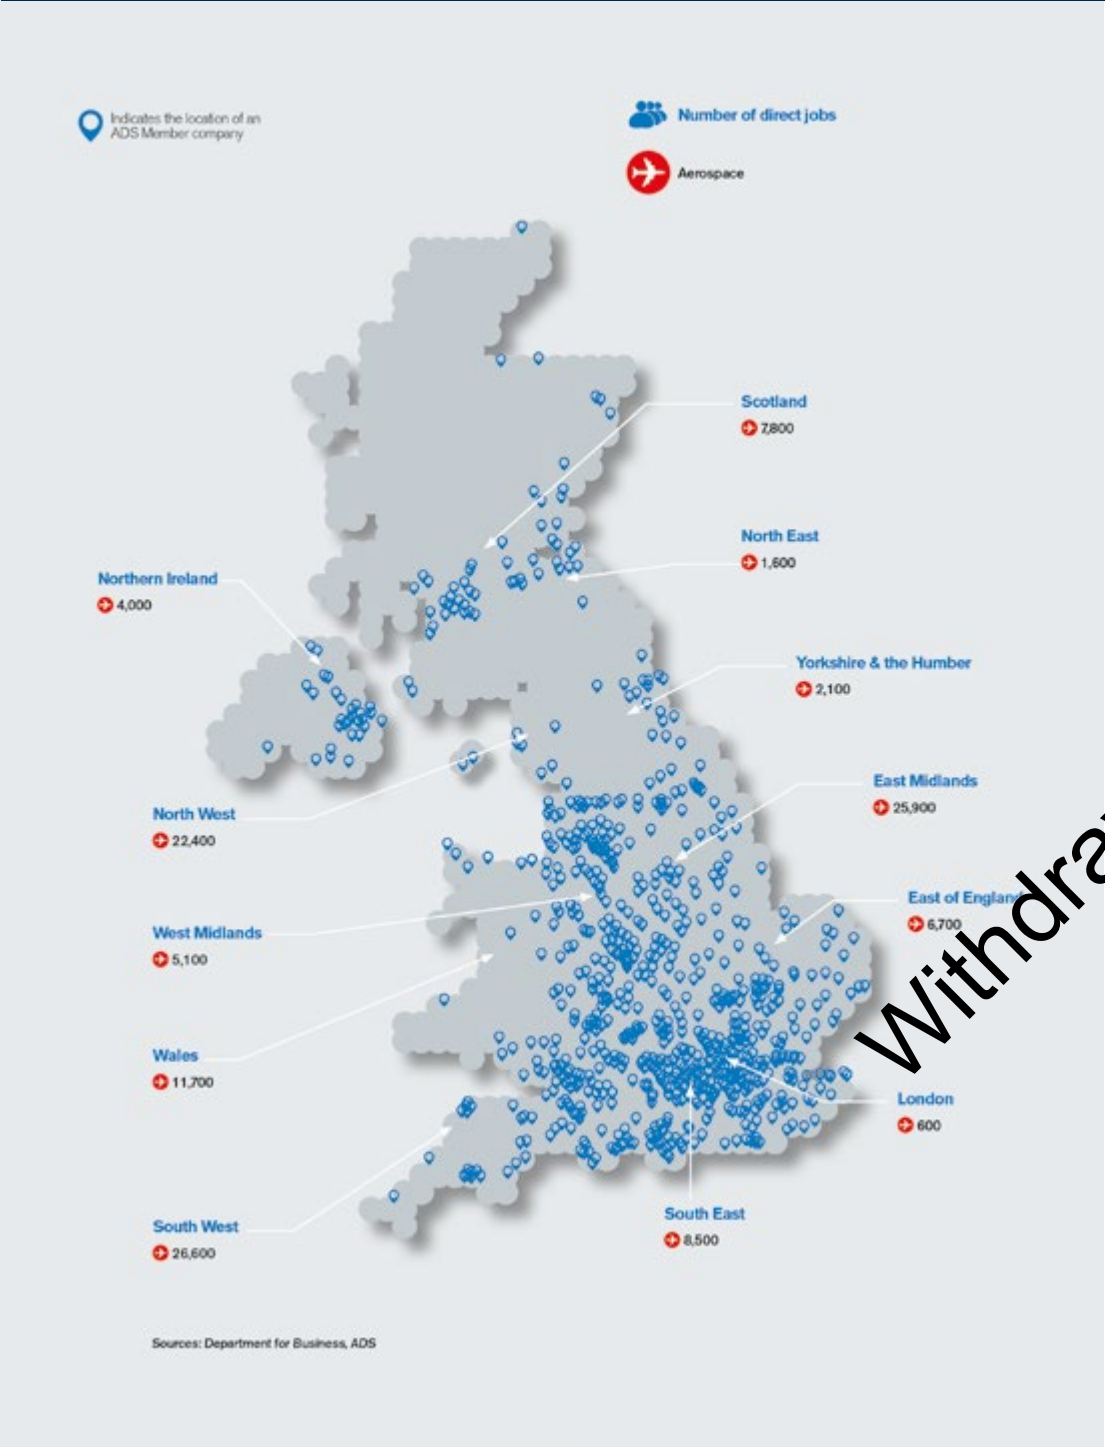 Indicates the location of an
ADS Member company
Number of direct jobs
Aerospace
Scotland
7,800
North East
1,600
Northern Ireland
4,000
Yorkshire & the Humber
2,100
East Midlands
25,900
North West
22,400
East of England
6,700
West Midlands
5,100
Wales
11,700
London
600
South East
8,500
South West
26,600
Sources: Department for Business, ADS